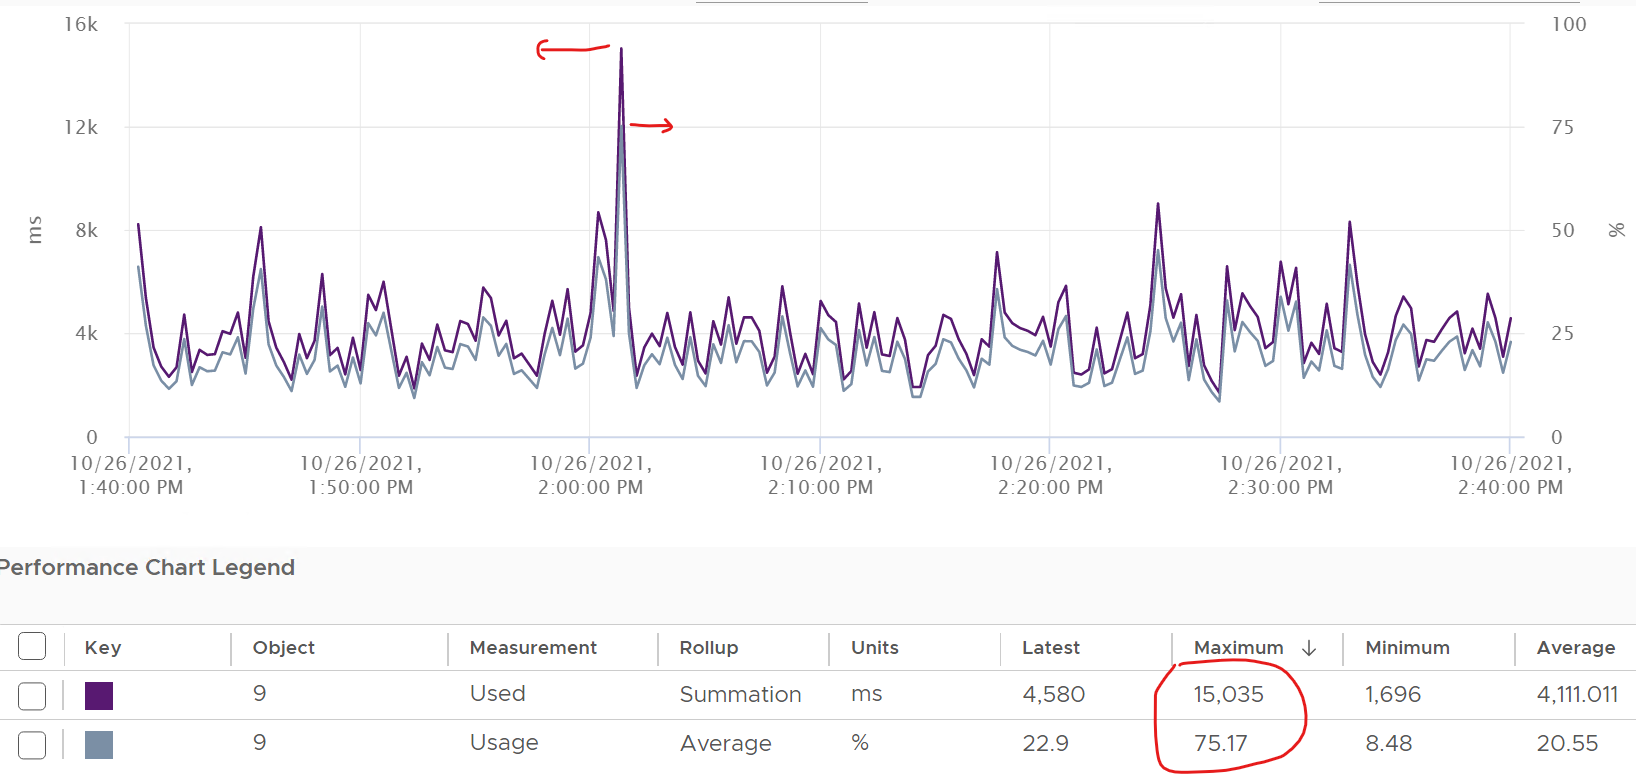 16k 100
12k 75
8k 50
ms %
4k 25
0 0
10/26/2021, 10/26/2021, 10/26/2021, 10/26/2021, 10/26/2021, 10/26/2021, 10/26/2021,
1:40:00 PM 1:50:00 PM 2:00:00 PM 2:10:00 PM 2:20:00 PM 2:30:00 PM 2:40:00 PM
Performance Chart Legend
Key Object Measurement Rollup Units Latest Maximum ↓ Minimum Average
9 Used Summation ms 4,580 15,035 1,696 4,111.011
9 Usage Average % 22.9 75.17 8.48 20.55